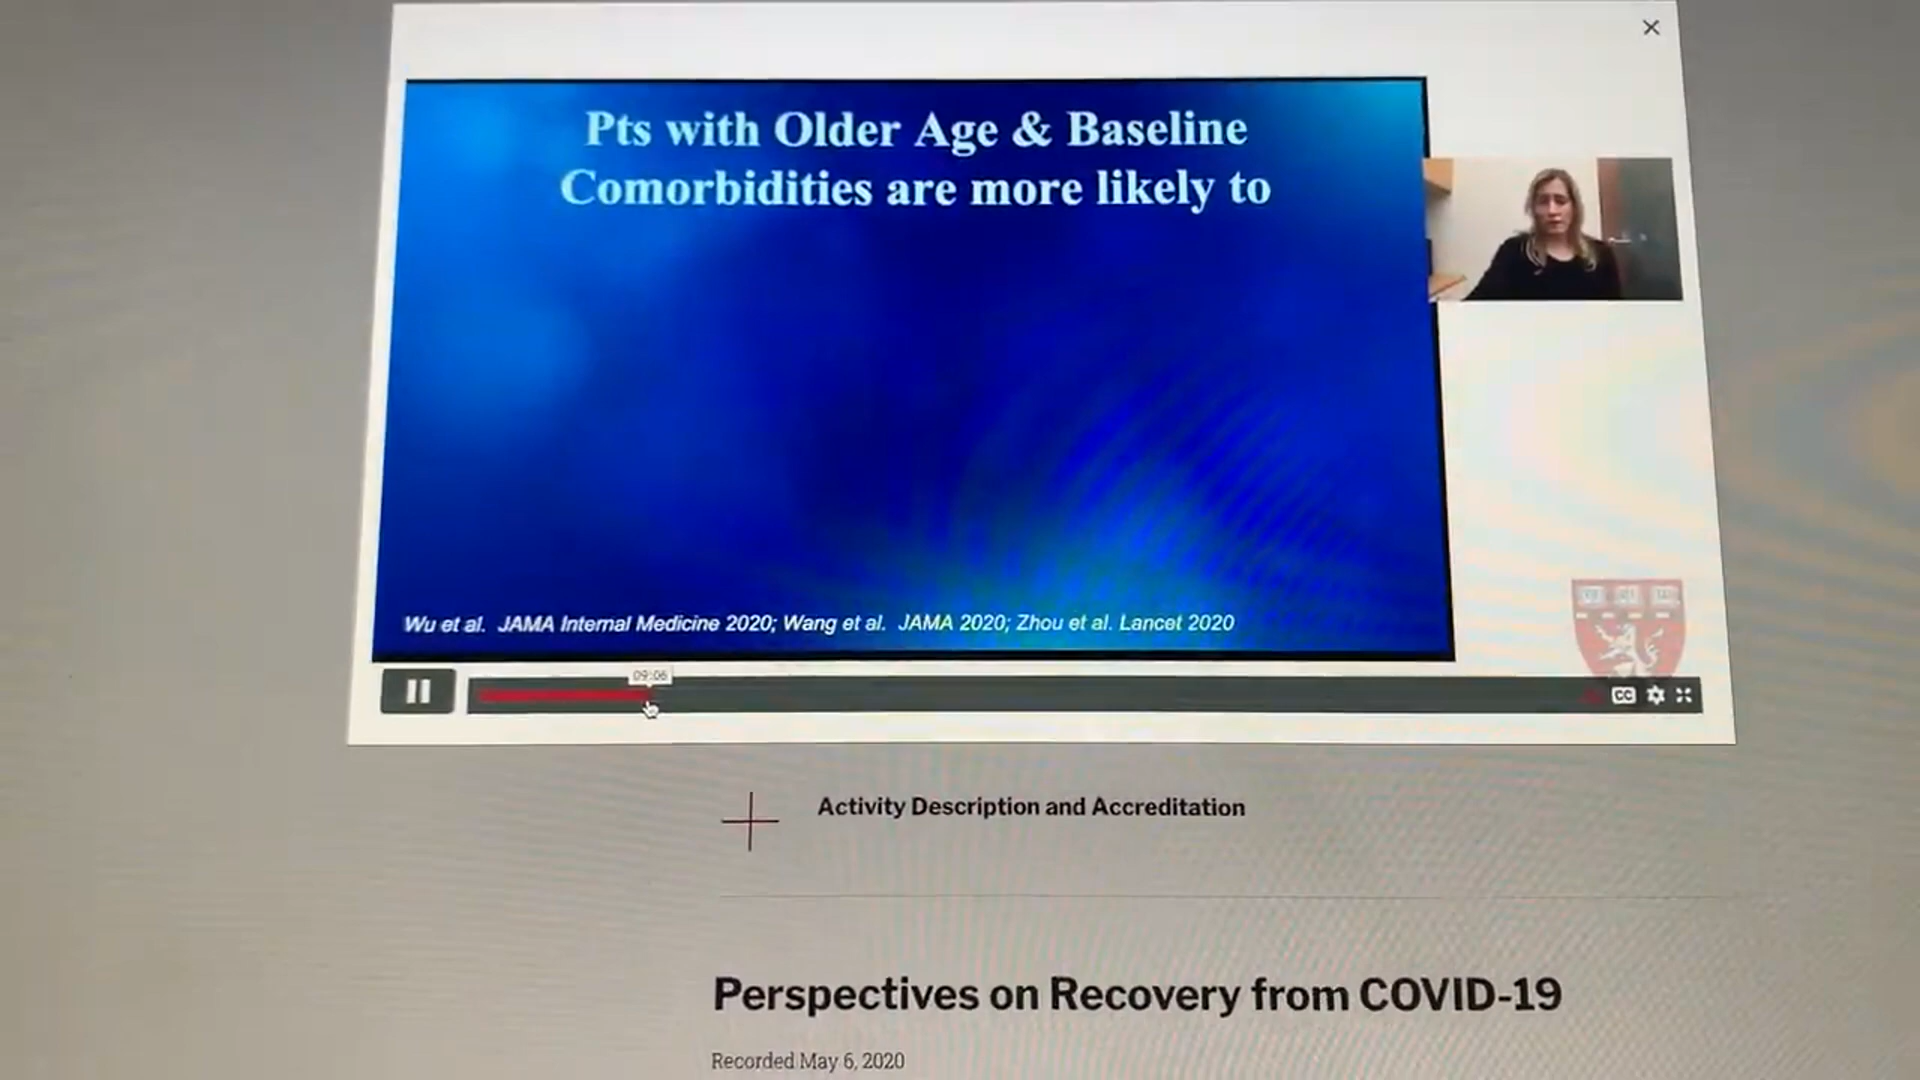 Pts with Older Age & Baseline
Comorbidities are more likely to
Wu et al. JAMA Internal Medicine 2020; Wang et al. JAMA 2020; Zhou et al. Lancet 2020
09:06
CC
Activity Description and Accreditation
Perspectives on Recovery from COVID-19
Recorded May 6, 2020